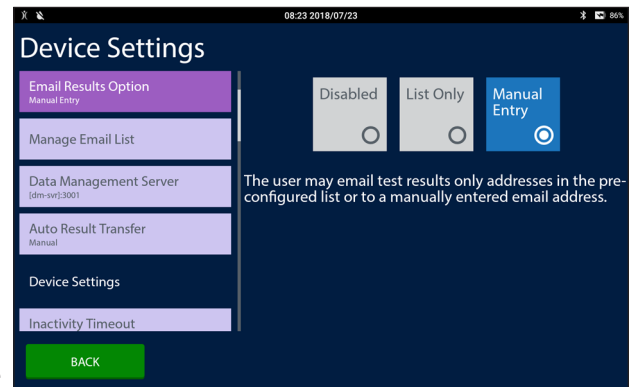 08:23 2018/07/23
86%
Device Settings
Email Results Option
Manual Entry
Manage Email List
Data Management Server
[dm-svr]:3001
Auto Result Transfer
Manual
Device Settings
Inactivity Timeout
BACK
Disabled
List Only
Manual
Entry
The user may email test results only addresses in the pre-
configured list or to a manually entered email address.